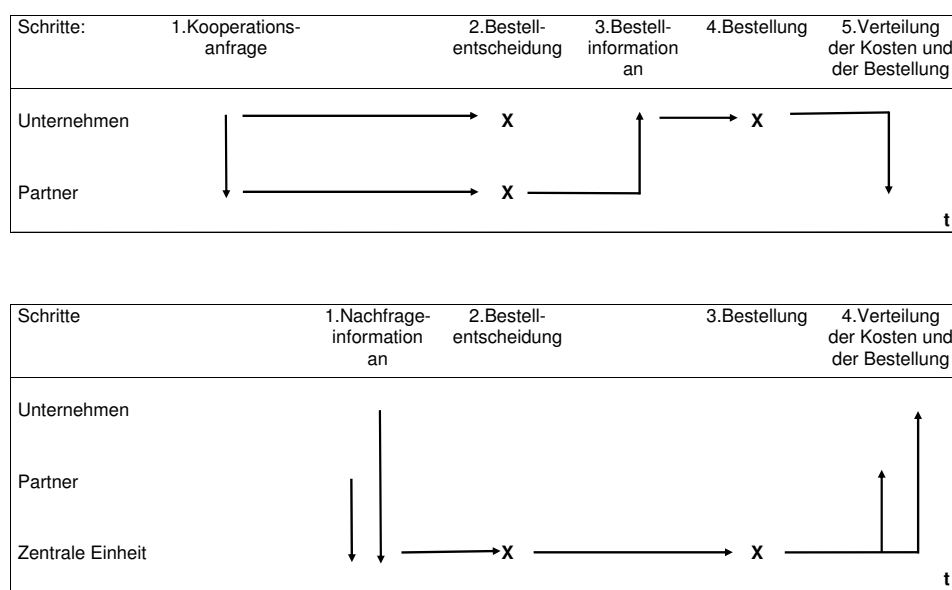 Schritte: 1.Kooperations- 2.Bestell- 3.Bestell- 4.Bestellung 5.Verteilung
anfrage entscheidung information der Kosten und
an der Bestellung
Unternehmen X X
Partner X
t
Schritte 1.Nachfrage- 2.Bestell- 3.Bestellung 4.Verteilung
information entscheidung der Kosten und
an der Bestellung
Unternehmen
Partner
Zentrale Einheit X X
t